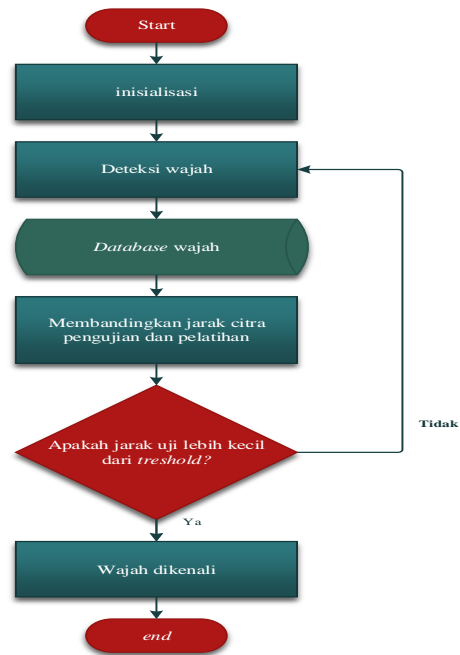 Start
inisialisasi
Deteksi wajah
Database wajah
Membandingkan jarak citra
pengujian dan pelatihan
Apakah jarak uji lebih kecil
dari treshold?
Tidak
Ya
Wajah dikenali
end